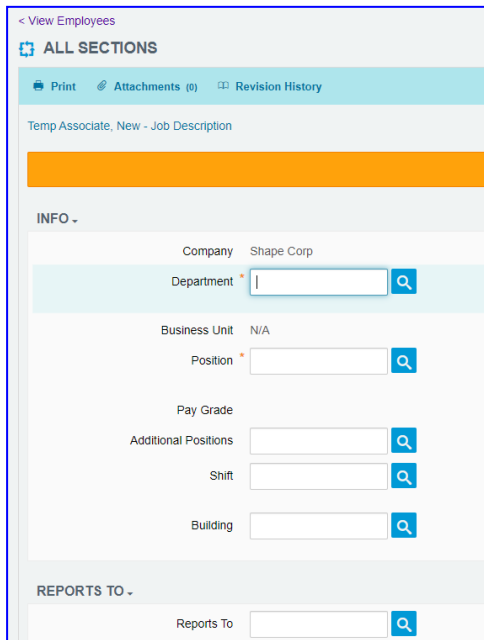 < View Employees
ALL SECTIONS
Print Attachments (0) Revision History
Temp Associate, New - Job Description
INFO
Company Shape Corp
Department *
Business Unit N/A
Position *
Pay Grade
Additional Positions
Shift
Building
REPORTS TO
Reports To